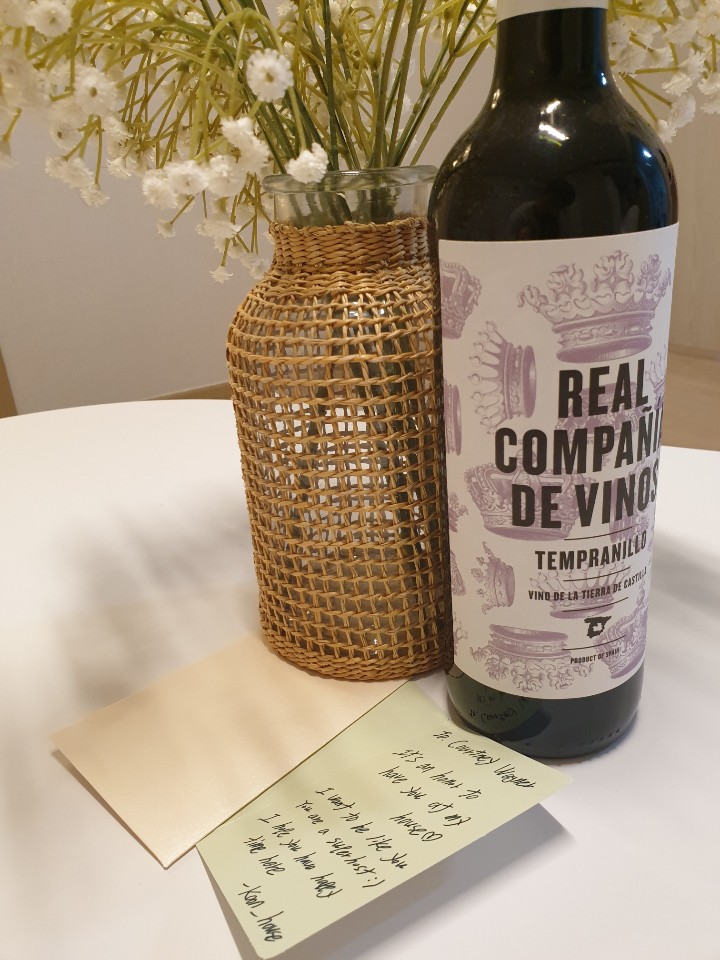 REAL
COMPAÑÍ
DE VINOS
TEMPRANILLO
VINO DE LA TIERRA DE CASTILLA
PRODUCT OF SPAIN
To. Courtney Wagner
it's an honor to
have you at my
house♡
I want to be like you
You are a superhost :)
I hope you have happy
time here
-Kon_house